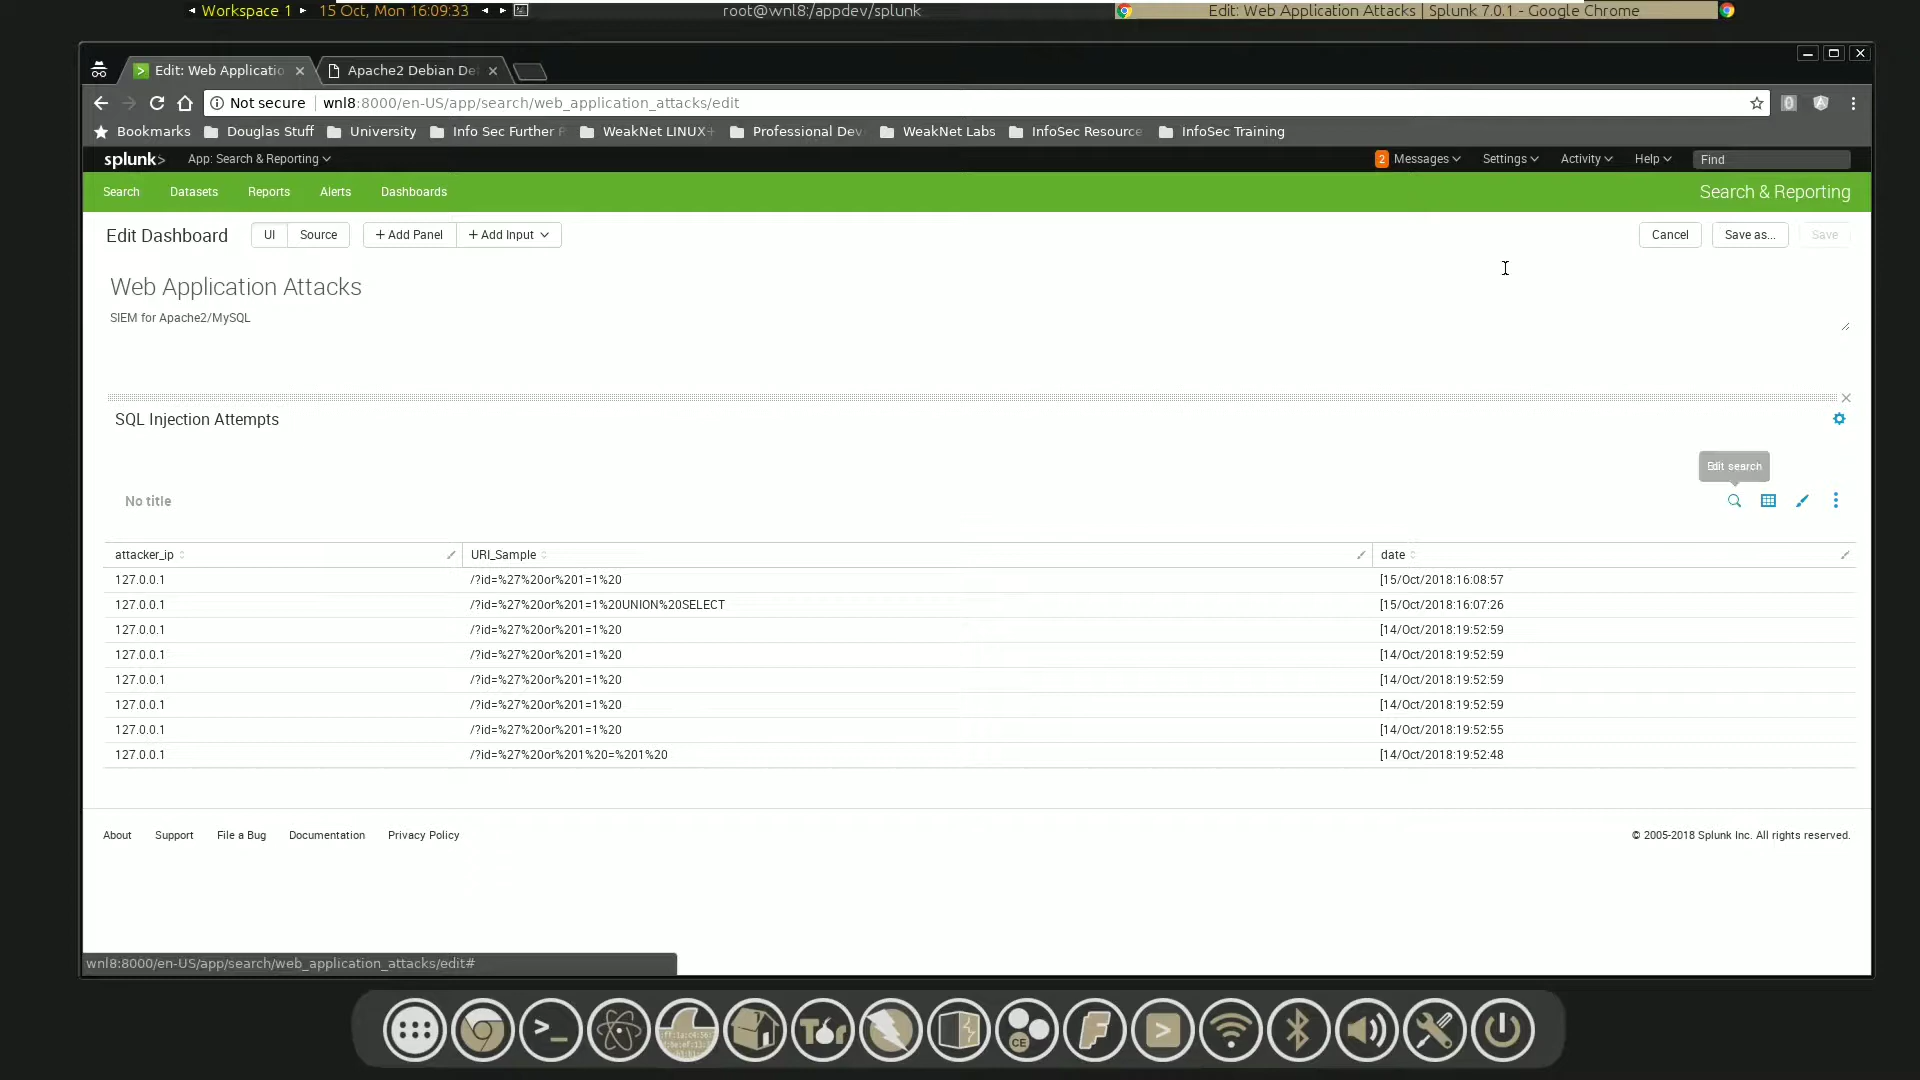 Workspace 1
15 Oct, Mon 16:09:33
root@wnl8:/appdev/splunk
Edit: Web Application Attacks | Splunk 7.0.1 - Google Chrome
Edit: Web Applicatio
Apache2 Debian De
Not secure
wnl8:8000/en-US/app/search/web_application_attacks/edit
Bookmarks
Douglas Stuff
University
Info Sec Further
WeakNet LINUX+
Professional Dev
WeakNet Labs
InfoSec Resource
InfoSec Training
splunk>
App: Search & Reporting
2 Messages
Settings
Activity
Help
Find
Search
Datasets
Reports
Alerts
Dashboards
Search & Reporting
Edit Dashboard
UI
Source
+ Add Panel
+ Add Input
Cancel
Save as...
Save
Web Application Attacks
SIEM for Apache2/MySQL
SQL Injection Attempts
Edit search
No title
attacker_ip URI_Sample date
127.0.0.1 /?id=%27%20or%201=1%20 [15/Oct/2018:16:08:57
127.0.0.1 /?id=%27%20or%201=1%20UNION%20SELECT [15/Oct/2018:16:07:26
127.0.0.1 /?id=%27%20or%201=1%20 [14/Oct/2018:19:52:59
127.0.0.1 /?id=%27%20or%201=1%20 [14/Oct/2018:19:52:59
127.0.0.1 /?id=%27%20or%201=1%20 [14/Oct/2018:19:52:59
127.0.0.1 /?id=%27%20or%201=1%20 [14/Oct/2018:19:52:59
127.0.0.1 /?id=%27%20or%201=1%20 [14/Oct/2018:19:52:55
127.0.0.1 /?id=%27%20or%201%20=%201%20 [14/Oct/2018:19:52:48
About
Support
File a Bug
Documentation
Privacy Policy
© 2005-2018 Splunk Inc. All rights reserved.
wnl8:8000/en-US/app/search/web_application_attacks/edit#
Tor
CE